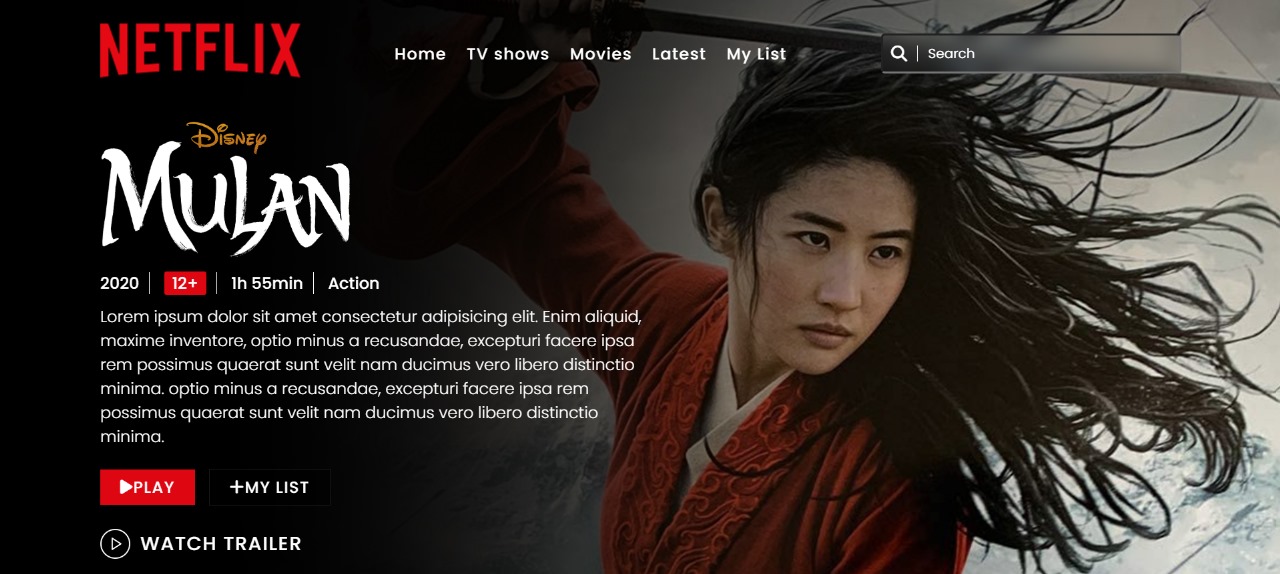 NETFLIX
Home TV shows Movies Latest My List
Search
Disney
MULAN
2020 12+ 1h 55min Action
Lorem ipsum dolor sit amet consectetur adipisicing elit. Enim aliquid,
maxime inventore, optio minus a recusandae, excepturi facere ipsa
rem possimus quaerat sunt velit nam ducimus vero libero distinctio
minima. optio minus a recusandae, excepturi facere ipsa rem
possimus quaerat sunt velit nam ducimus vero libero distinctio
minima.
PLAY
MY LIST
WATCH TRAILER